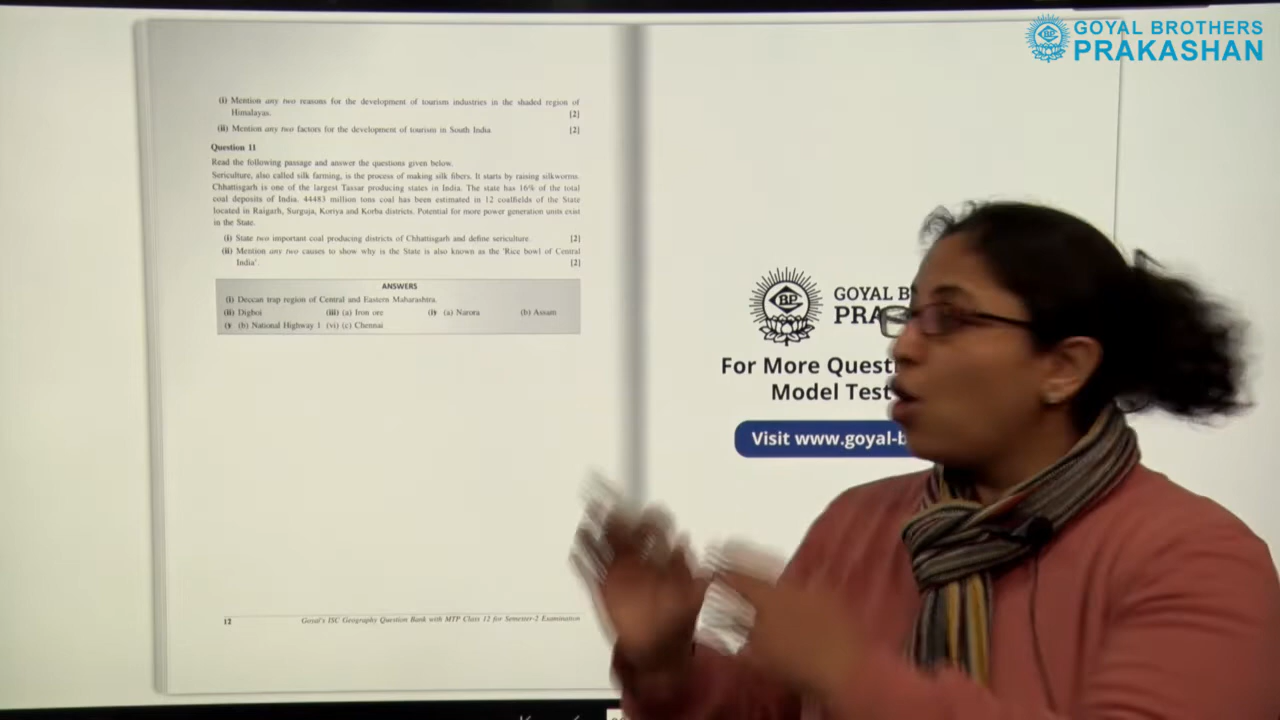 GOYAL BROTHERS
PRAKASHAN
(i) Mention any two reasons for the development of tourism industries in the shaded region of
Himalayas. [2]
(ii) Mention any two factors for the development of tourism in South India. [2]
Question 11
Read the following passage and answer the questions given below.
Sericulture, also called silk farming, is the process of making silk fibers. It starts by raising silkworms.
Chhattisgarh is one of the largest Tassar producing states in India. The state has 16% of the total
coal deposits of India. 44483 million tons coal has been estimated in 12 coalfields of the State
located in Raigarh, Surguja, Koriya and Korba districts. Potential for more power generation units exist
in the State.
(i) State two important coal producing districts of Chhattisgarh and define sericulture. [2]
(ii) Mention any two causes to show why is the State is also known as the 'Rice bowl of Central
India'. [2]
ANSWERS
(i) Deccan trap region of Central and Eastern Maharashtra.
(ii) Digboi (iii) (a) Iron ore (a) Narora (b) Assam
(b) National Highway 1 (vi) (c) Chennai
12 Goyal's ISC Geography Question Bank with MTP Class 12 for Semester-2 Examination
BP
GOYAL B
PRA
For More Quest
Model Test
Visit www.goyal-b